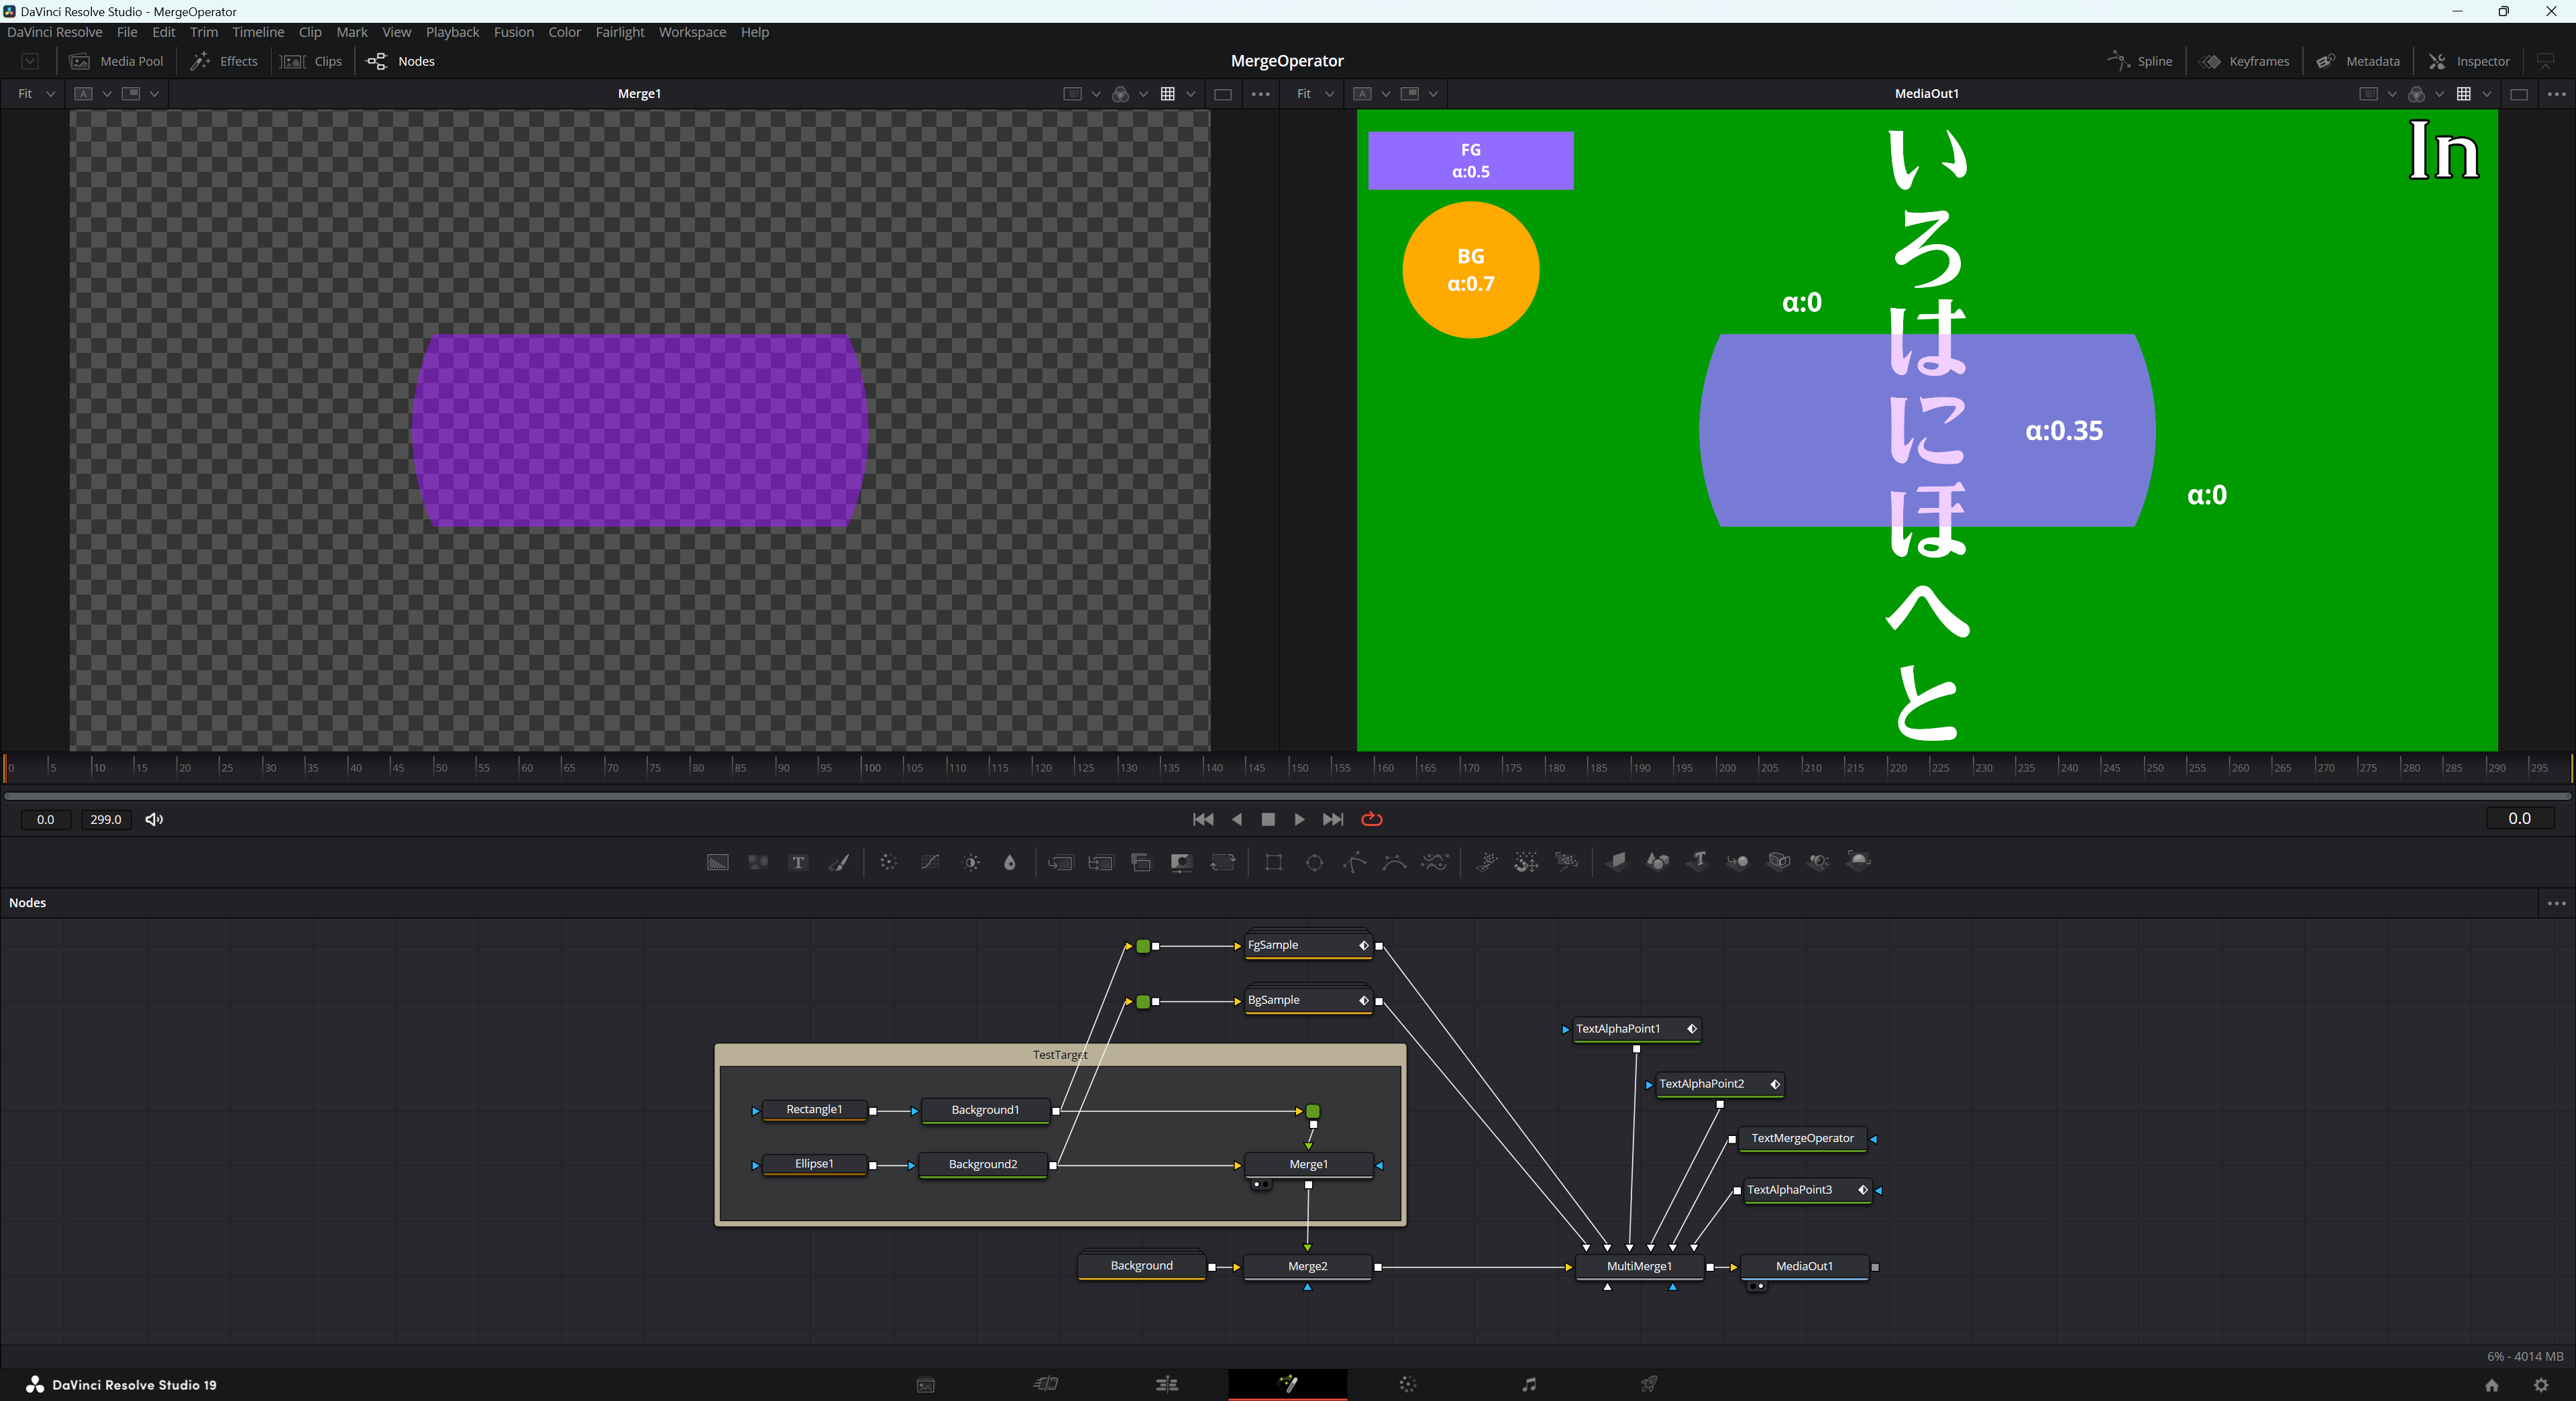 DaVinci Resolve Studio - MergeOperator
DaVinci Resolve File Edit Trim Timeline Clip Mark View Playback Fusion Color Fairlight Workspace Help
Media Pool Effects Clips Nodes MergeOperator Spline Keyframes Metadata Inspector
Fit A Merge1 Fit A MediaOut1
FG
α:0.5
BG
α:0.7
In
いろはにほへと
α:0
α:0.35
α:0
0 5 10 15 20 25 30 35 40 45 50 55 60 65 70 75 80 85 90 95 100 105 110 115 120 125 130 135 140 145 150 155 160 165 170 175 180 185 190 195 200 205 210 215 220 225 230 235 240 245 250 255 260 265 270 275 280 285 290 295
0.0 299.0 0.0
Nodes
FgSample
BgSample
TextAlphaPoint1
TestTarget
TextAlphaPoint2
Rectangle1 Background1
TextMergeOperator
Ellipse1 Background2 Merge1
TextAlphaPoint3
Background Merge2 MultiMerge1 MediaOut1
6% - 4014 MB
DaVinci Resolve Studio 19